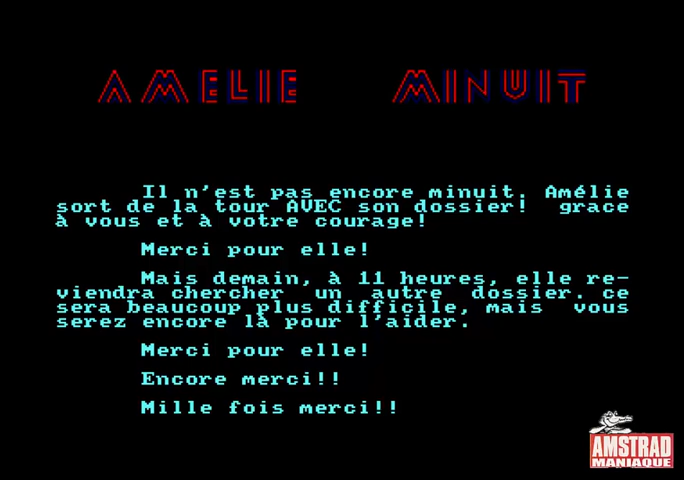 AMELIE MINUIT
Il n'est pas encore minuit. Amélie
sort de la tour AVEC son dossier! grace
à vous et à votre courage!
Merci pour elle!
Mais demain, à 11 heures, elle re-
viendra chercher un autre dossier. ce
sera beaucoup plus difficile, mais vous
serez encore là pour l'aider.
Merci pour elle!
Encore merci!!
Mille fois merci!!
AMSTRAD
MANIAQUE